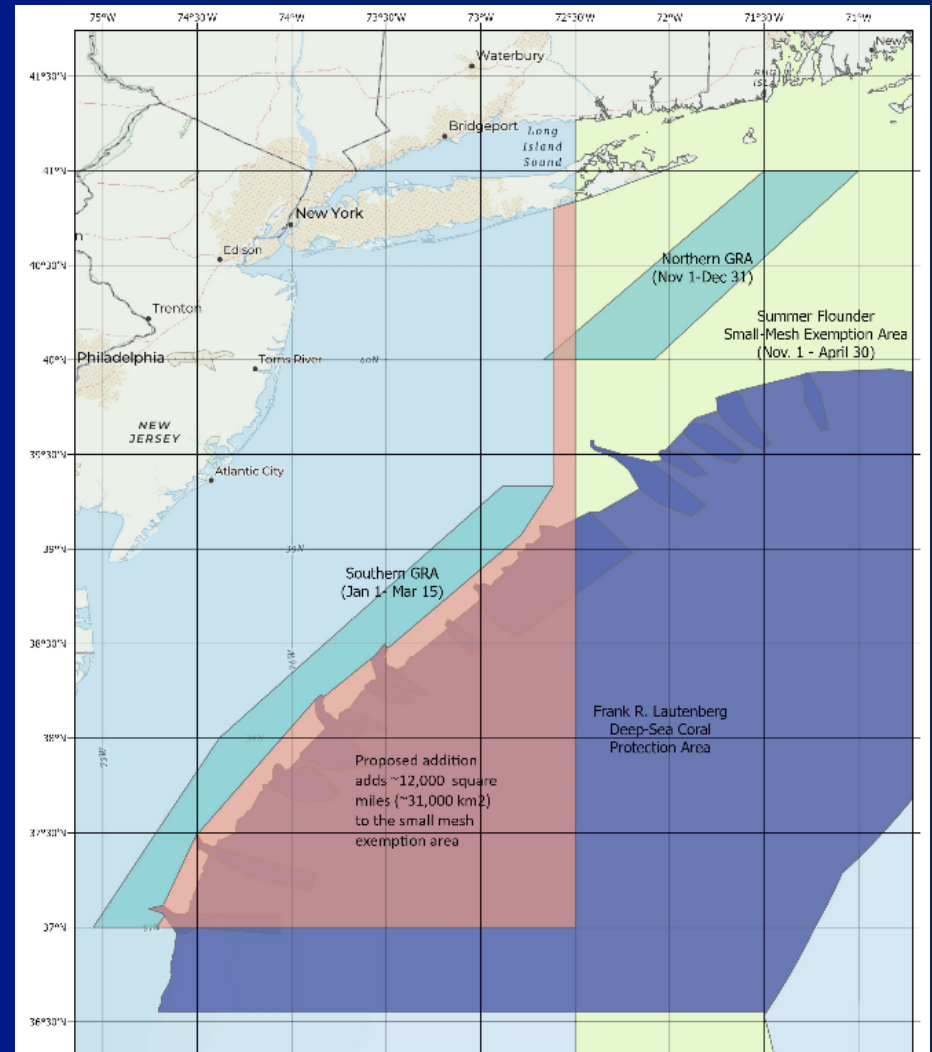 75°W 74°30'W 74°W 73°30'W 73°W 72°30'W 72°W 71°30'W 71°W
New
Waterbury
41°30'N
ISL
Bridgeport
Long
Island
Sound
41°N
New York
Edison
40°30'N
Northern GRA
(Nov 1-Dec 31)
Trenton
Summer Flounder
Small-Mesh Exemption Area
(Nov. 1 - April 30)
Philadelphia
40°N
40N
Toms River
NEW
JERSEY
39°30'N
Atlantic City
39°N
39N
Southern GRA
(Jan 1- Mar 15)
38°30'N
Frank R. Lautenberg
Deep-Sea Coral
Protection Area
38°N
75W
Proposed addition
adds ~12,000 square
miles (~31,000 km2)
to the small mesh
exemption area
37°30'N
37°N
36°30'N